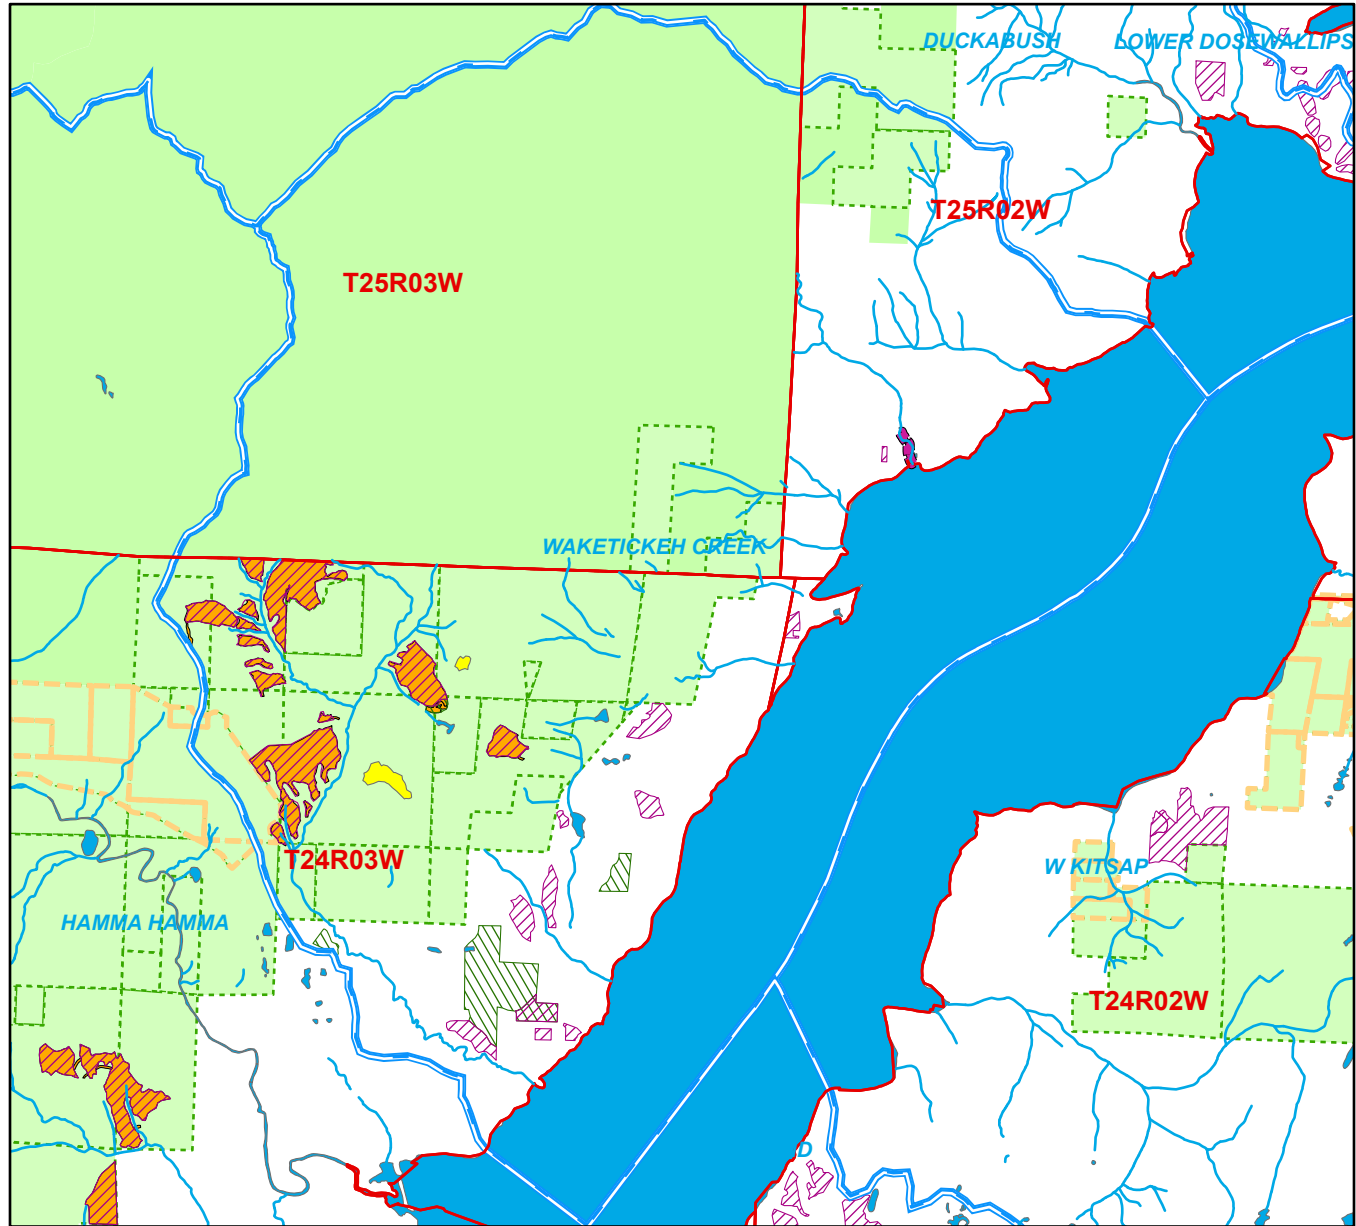 DUCKABUSH
LOWER DOSEWALLIPS
T25R02W
T25R03W
WAKETICKEH CREEK
T24R03W
W KITSAP
HAMMA HAMMA
T24R02W
D